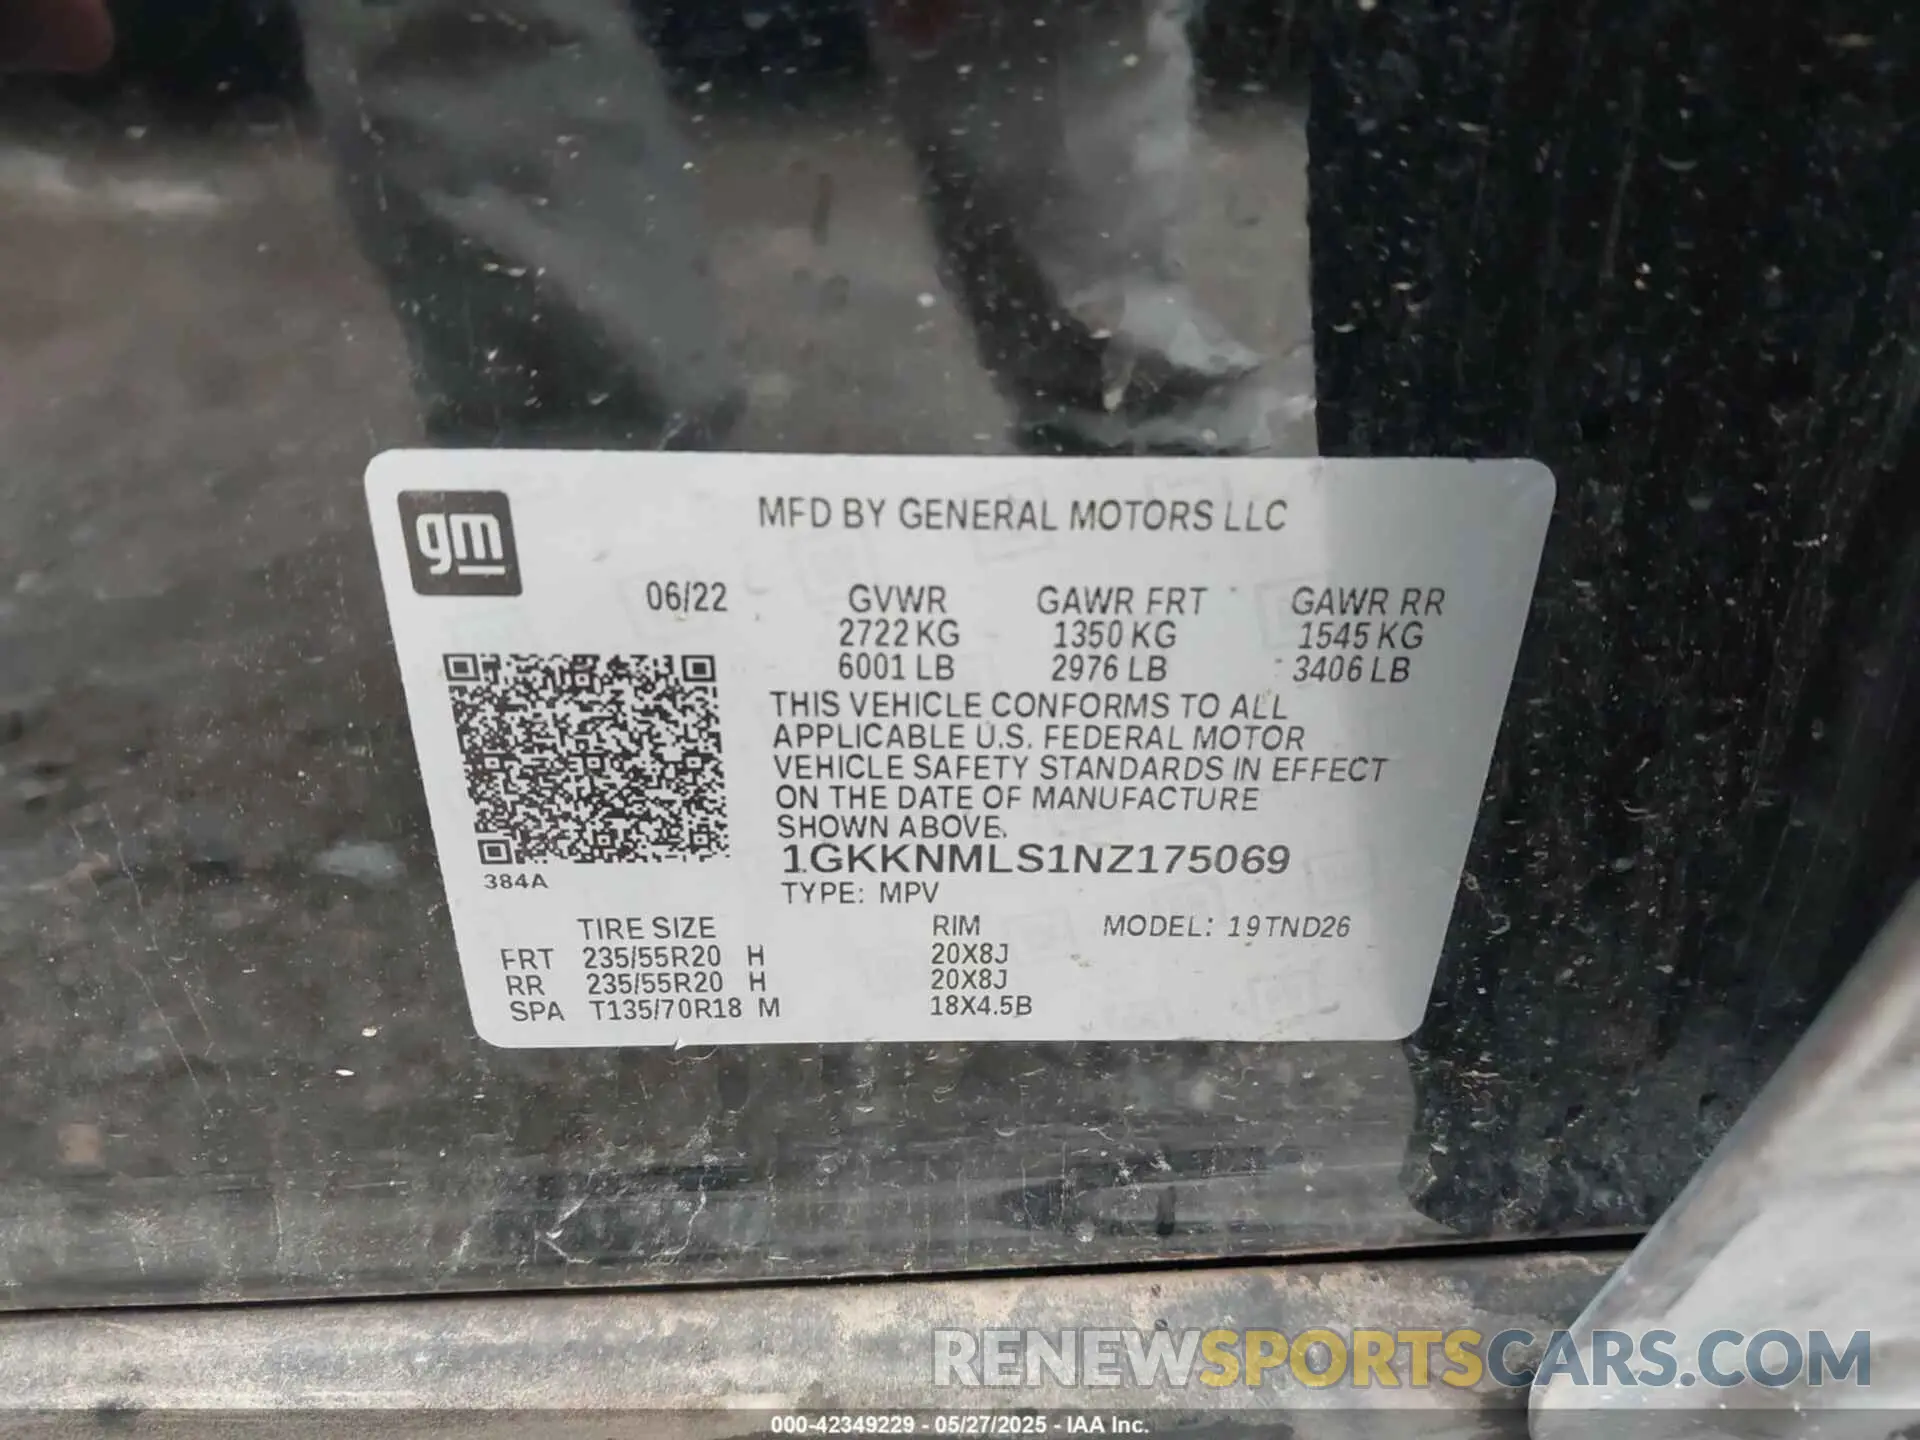 gm
MFD BY GENERAL MOTORS LLC
06/22 GVWR GAWR FRT GAWR RR
2722 KG 1350 KG 1545 KG
6001 LB 2976 LB 3406 LB
THIS VEHICLE CONFORMS TO ALL
APPLICABLE U.S. FEDERAL MOTOR
VEHICLE SAFETY STANDARDS IN EFFECT
ON THE DATE OF MANUFACTURE
SHOWN ABOVE.
1GKKNMLS1NZ175069
384A
TYPE: MPV
TIRE SIZE RIM MODEL: 19TND26
FRT 235/55R20 H 20X8J
RR 235/55R20 H 20X8J
SPA T135/70R18 M 18X4.5B
RENEWSPORTSCARS.COM
000-42349229 - 05/27/2025 - IAA Inc.